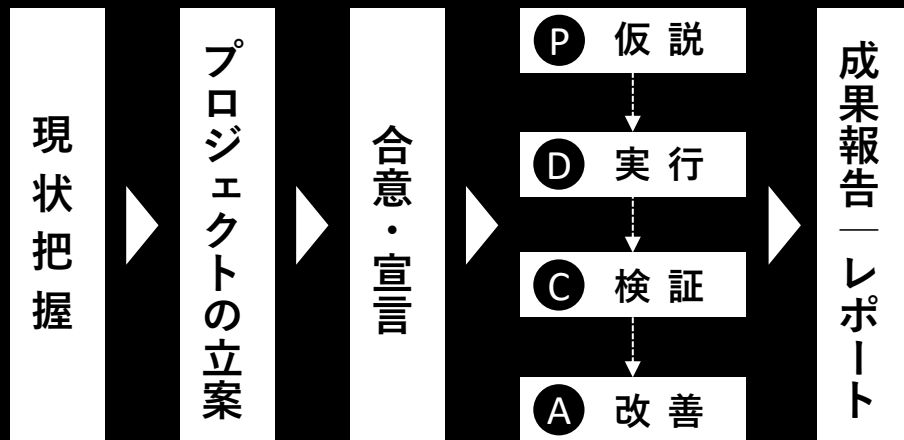 現状把握
プロジェクトの立案
合意・宣言
P 仮説
D 実行
C 検証
A 改善
成果報告｜レポート